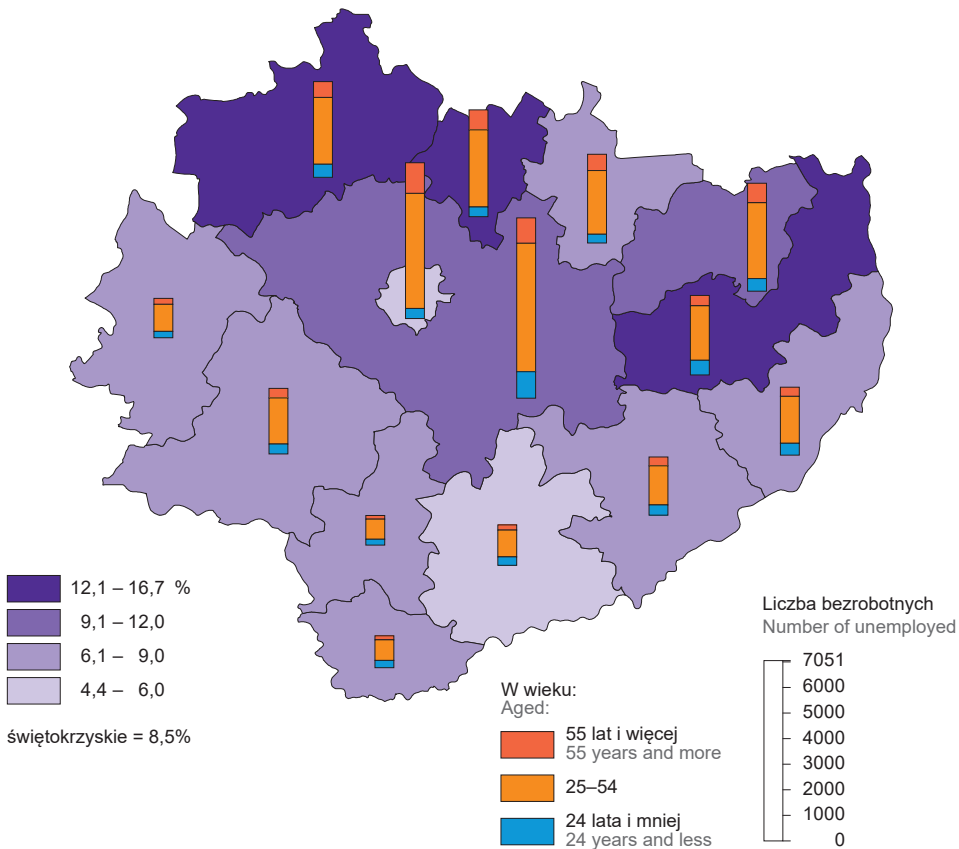 12,1 – 16,7 %
9,1 – 12,0
6,1 – 9,0
4,4 – 6,0
świętokrzyskie = 8,5%
W wieku:
Aged:
55 lat i więcej
55 years and more
25–54
24 lata i mniej
24 years and less
Liczba bezrobotnych
Number of unemployed
7051
6000
5000
4000
3000
2000
1000
0